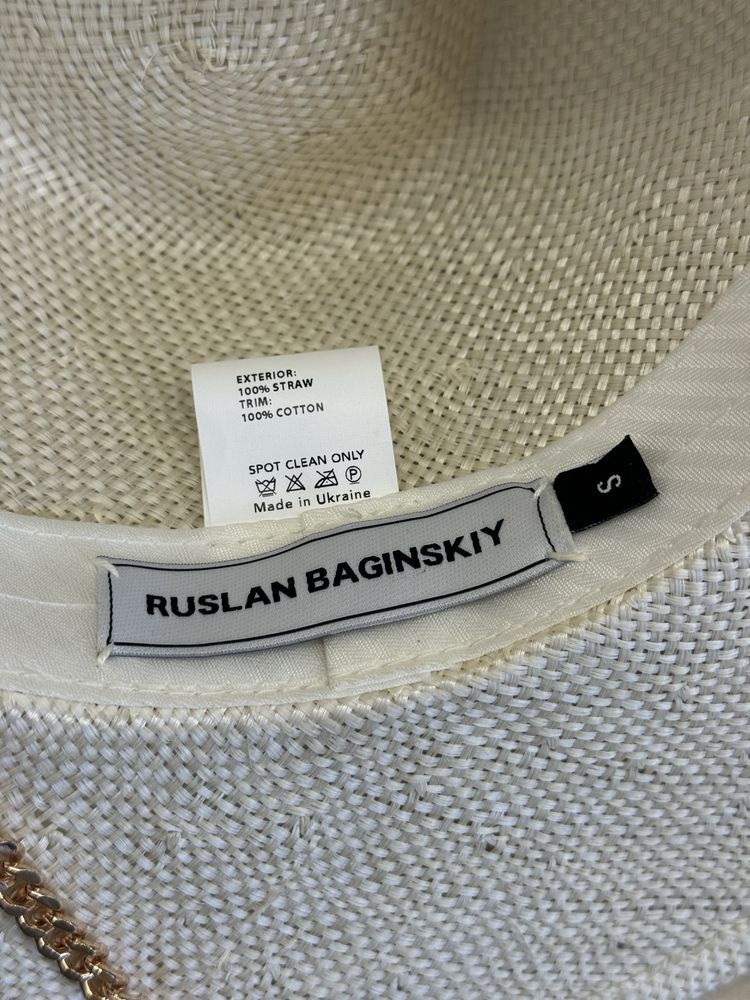 EXTERIOR:
100% STRAW
TRIM:
100% COTTON
SPOT CLEAN ONLY
P
Made in Ukraine
RUSLAN BAGINSKIY
S